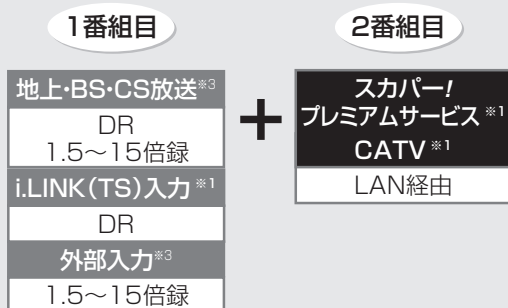 1番組目
地上・BS・CS放送※3
DR
1.5～15倍録
i.LINK（TS）入力※1
DR
外部入力※3
1.5～15倍録
＋
2番組目
スカパー!
プレミアムサービス※1
CATV※1
LAN経由